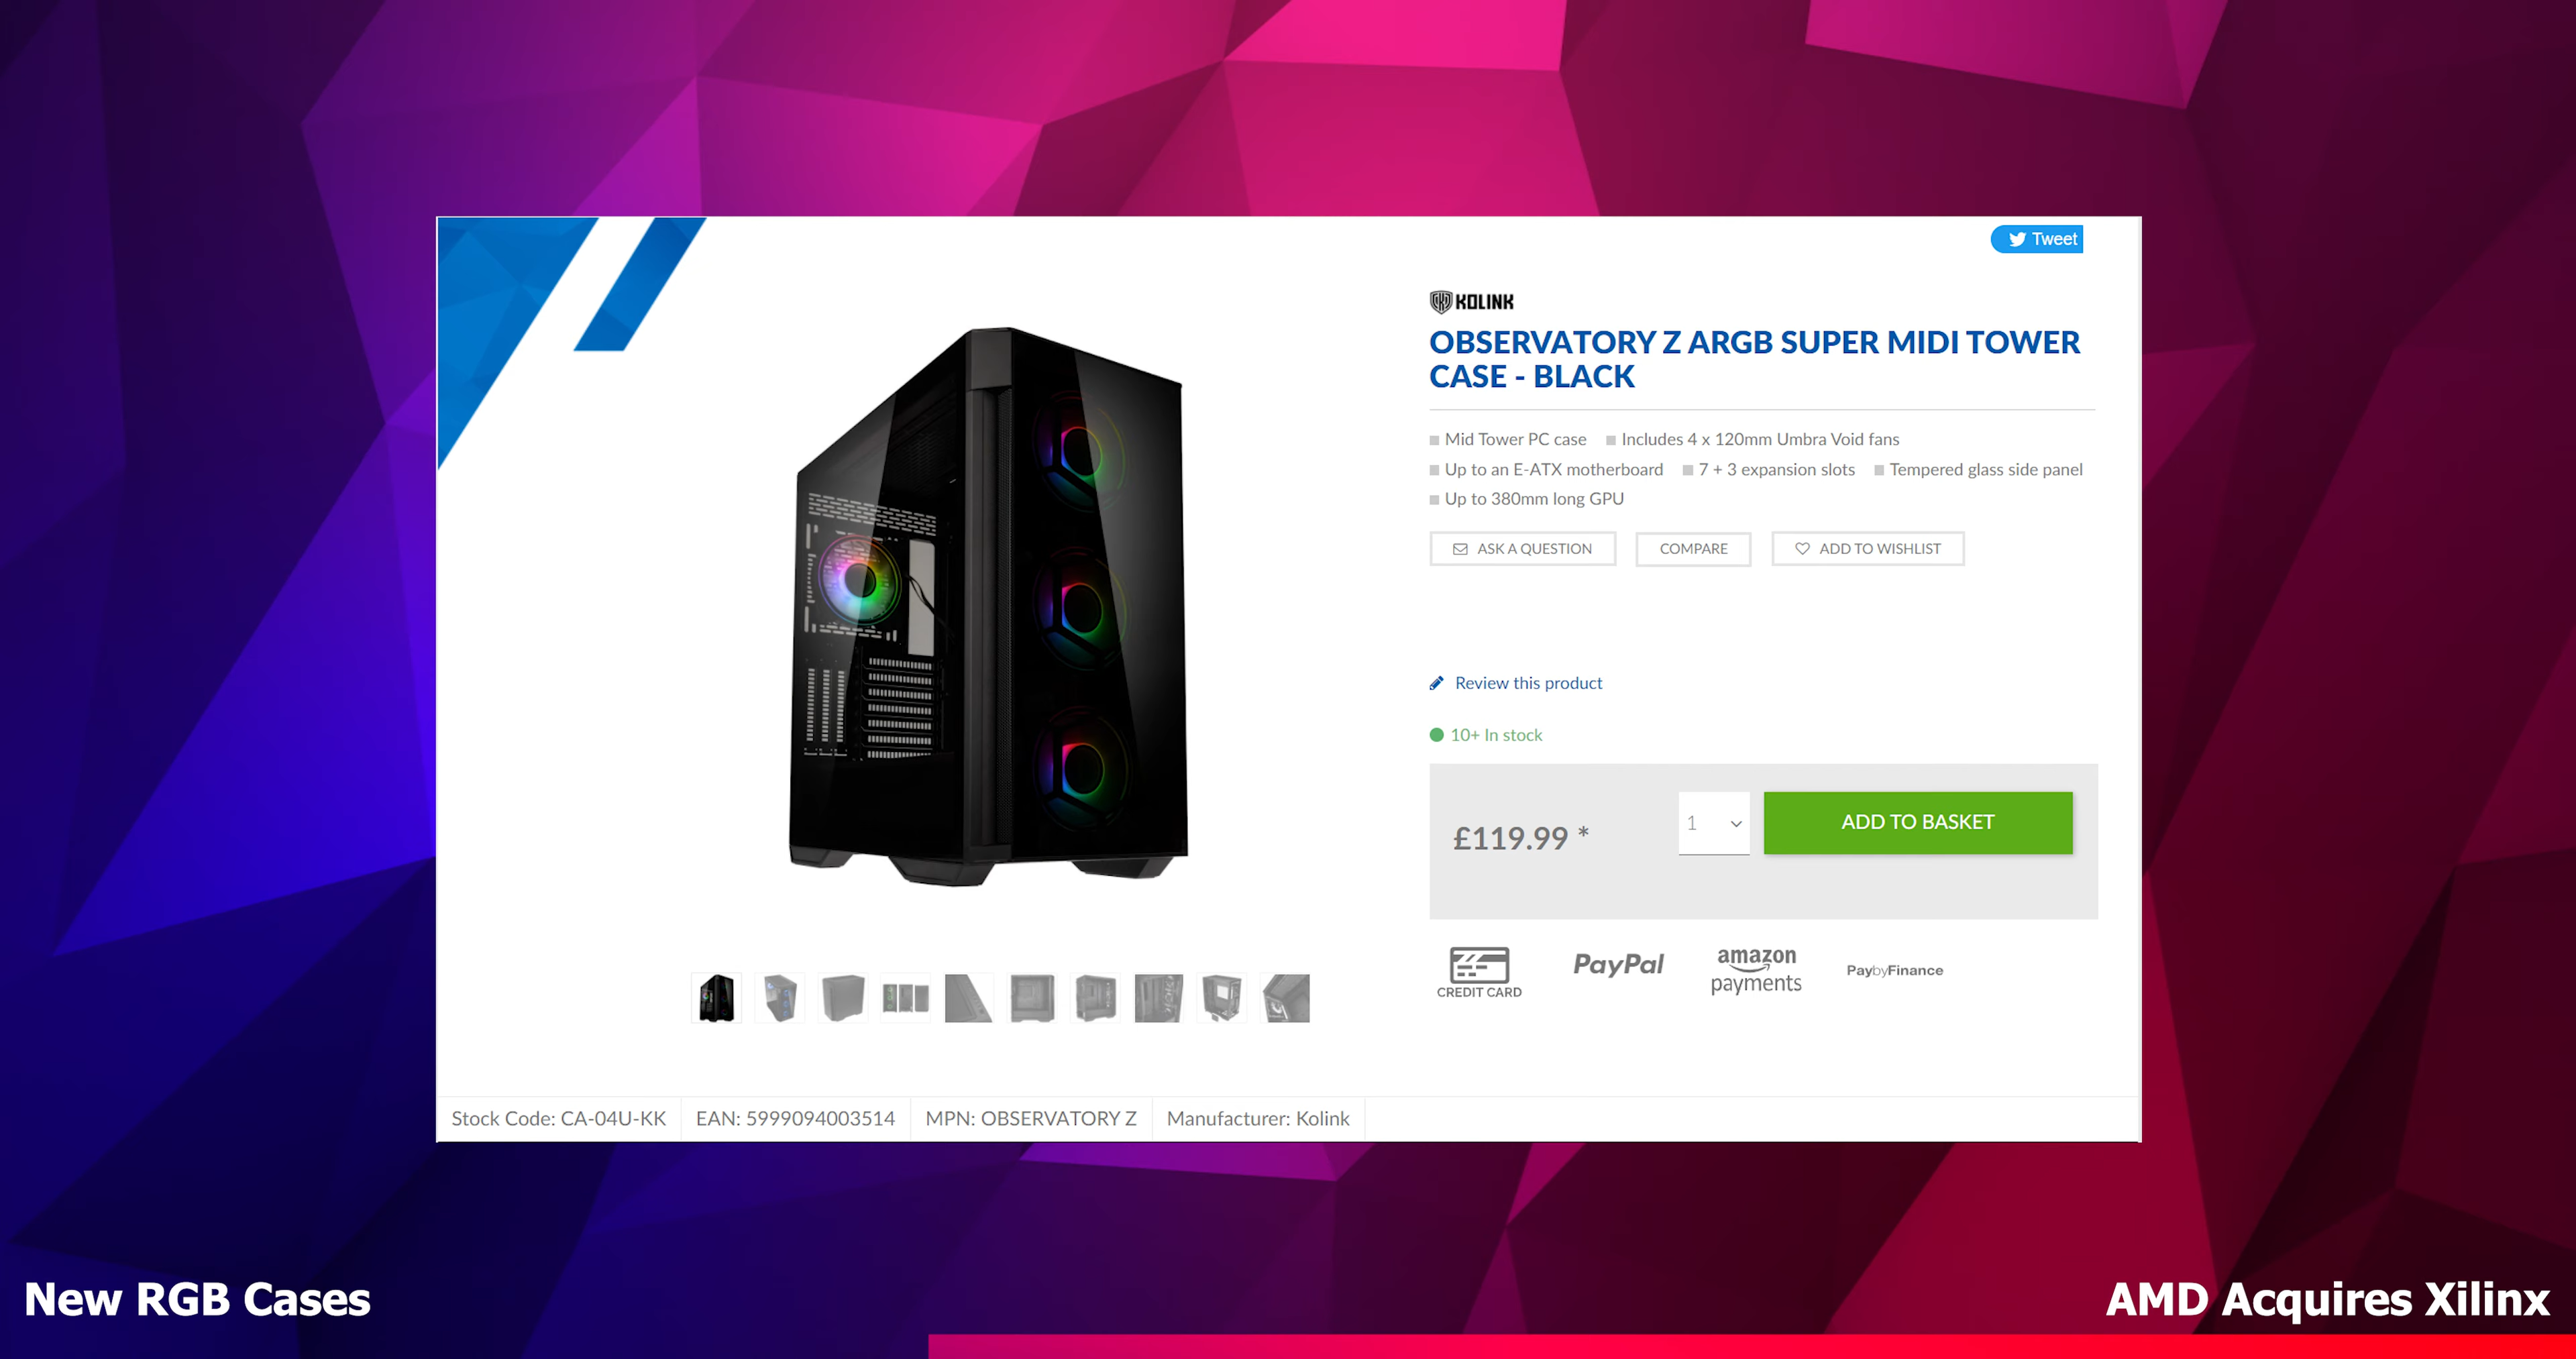 Tweet
KOLINK
OBSERVATORY Z ARGB SUPER MIDI TOWER
CASE - BLACK
Mid Tower PC case Includes 4 x 120mm Umbra Void fans
Up to an E-ATX motherboard 7 + 3 expansion slots Tempered glass side panel
Up to 380mm long GPU
ASK A QUESTION COMPARE ADD TO WISHLIST
Review this product
10+ In stock
£119.99 * 1 ADD TO BASKET
CREDIT CARD PayPal amazon payments PaybyFinance
Stock Code: CA-04U-KK EAN: 5999094003514 MPN: OBSERVATORY Z Manufacturer: Kolink
New RGB Cases AMD Acquires Xilinx